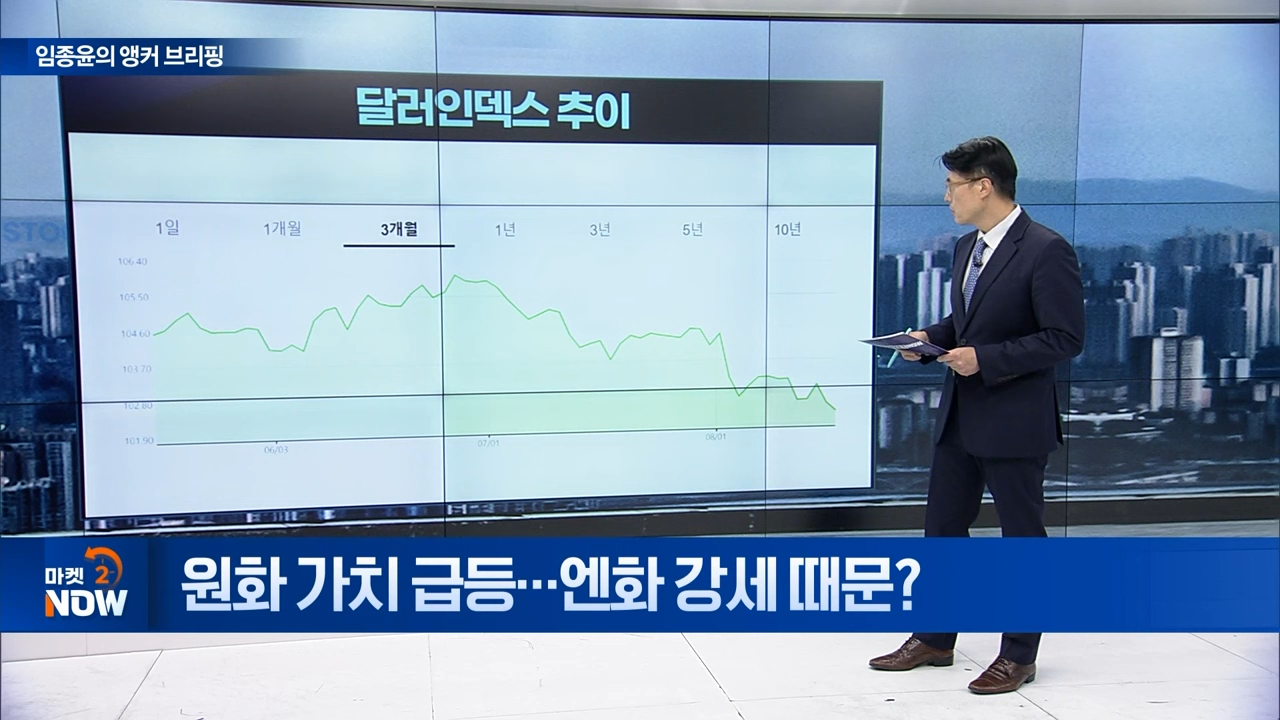 임종윤의 앵커 브리핑
달러인덱스 추이
1일 1개월 3개월 1년 3년 5년 10년
106.40
105.50
104.60
103.70
102.80
101.90
06/03 07/01 08/01
마켓 2
NOW
원화 가치 급등…엔화 강세 때문?